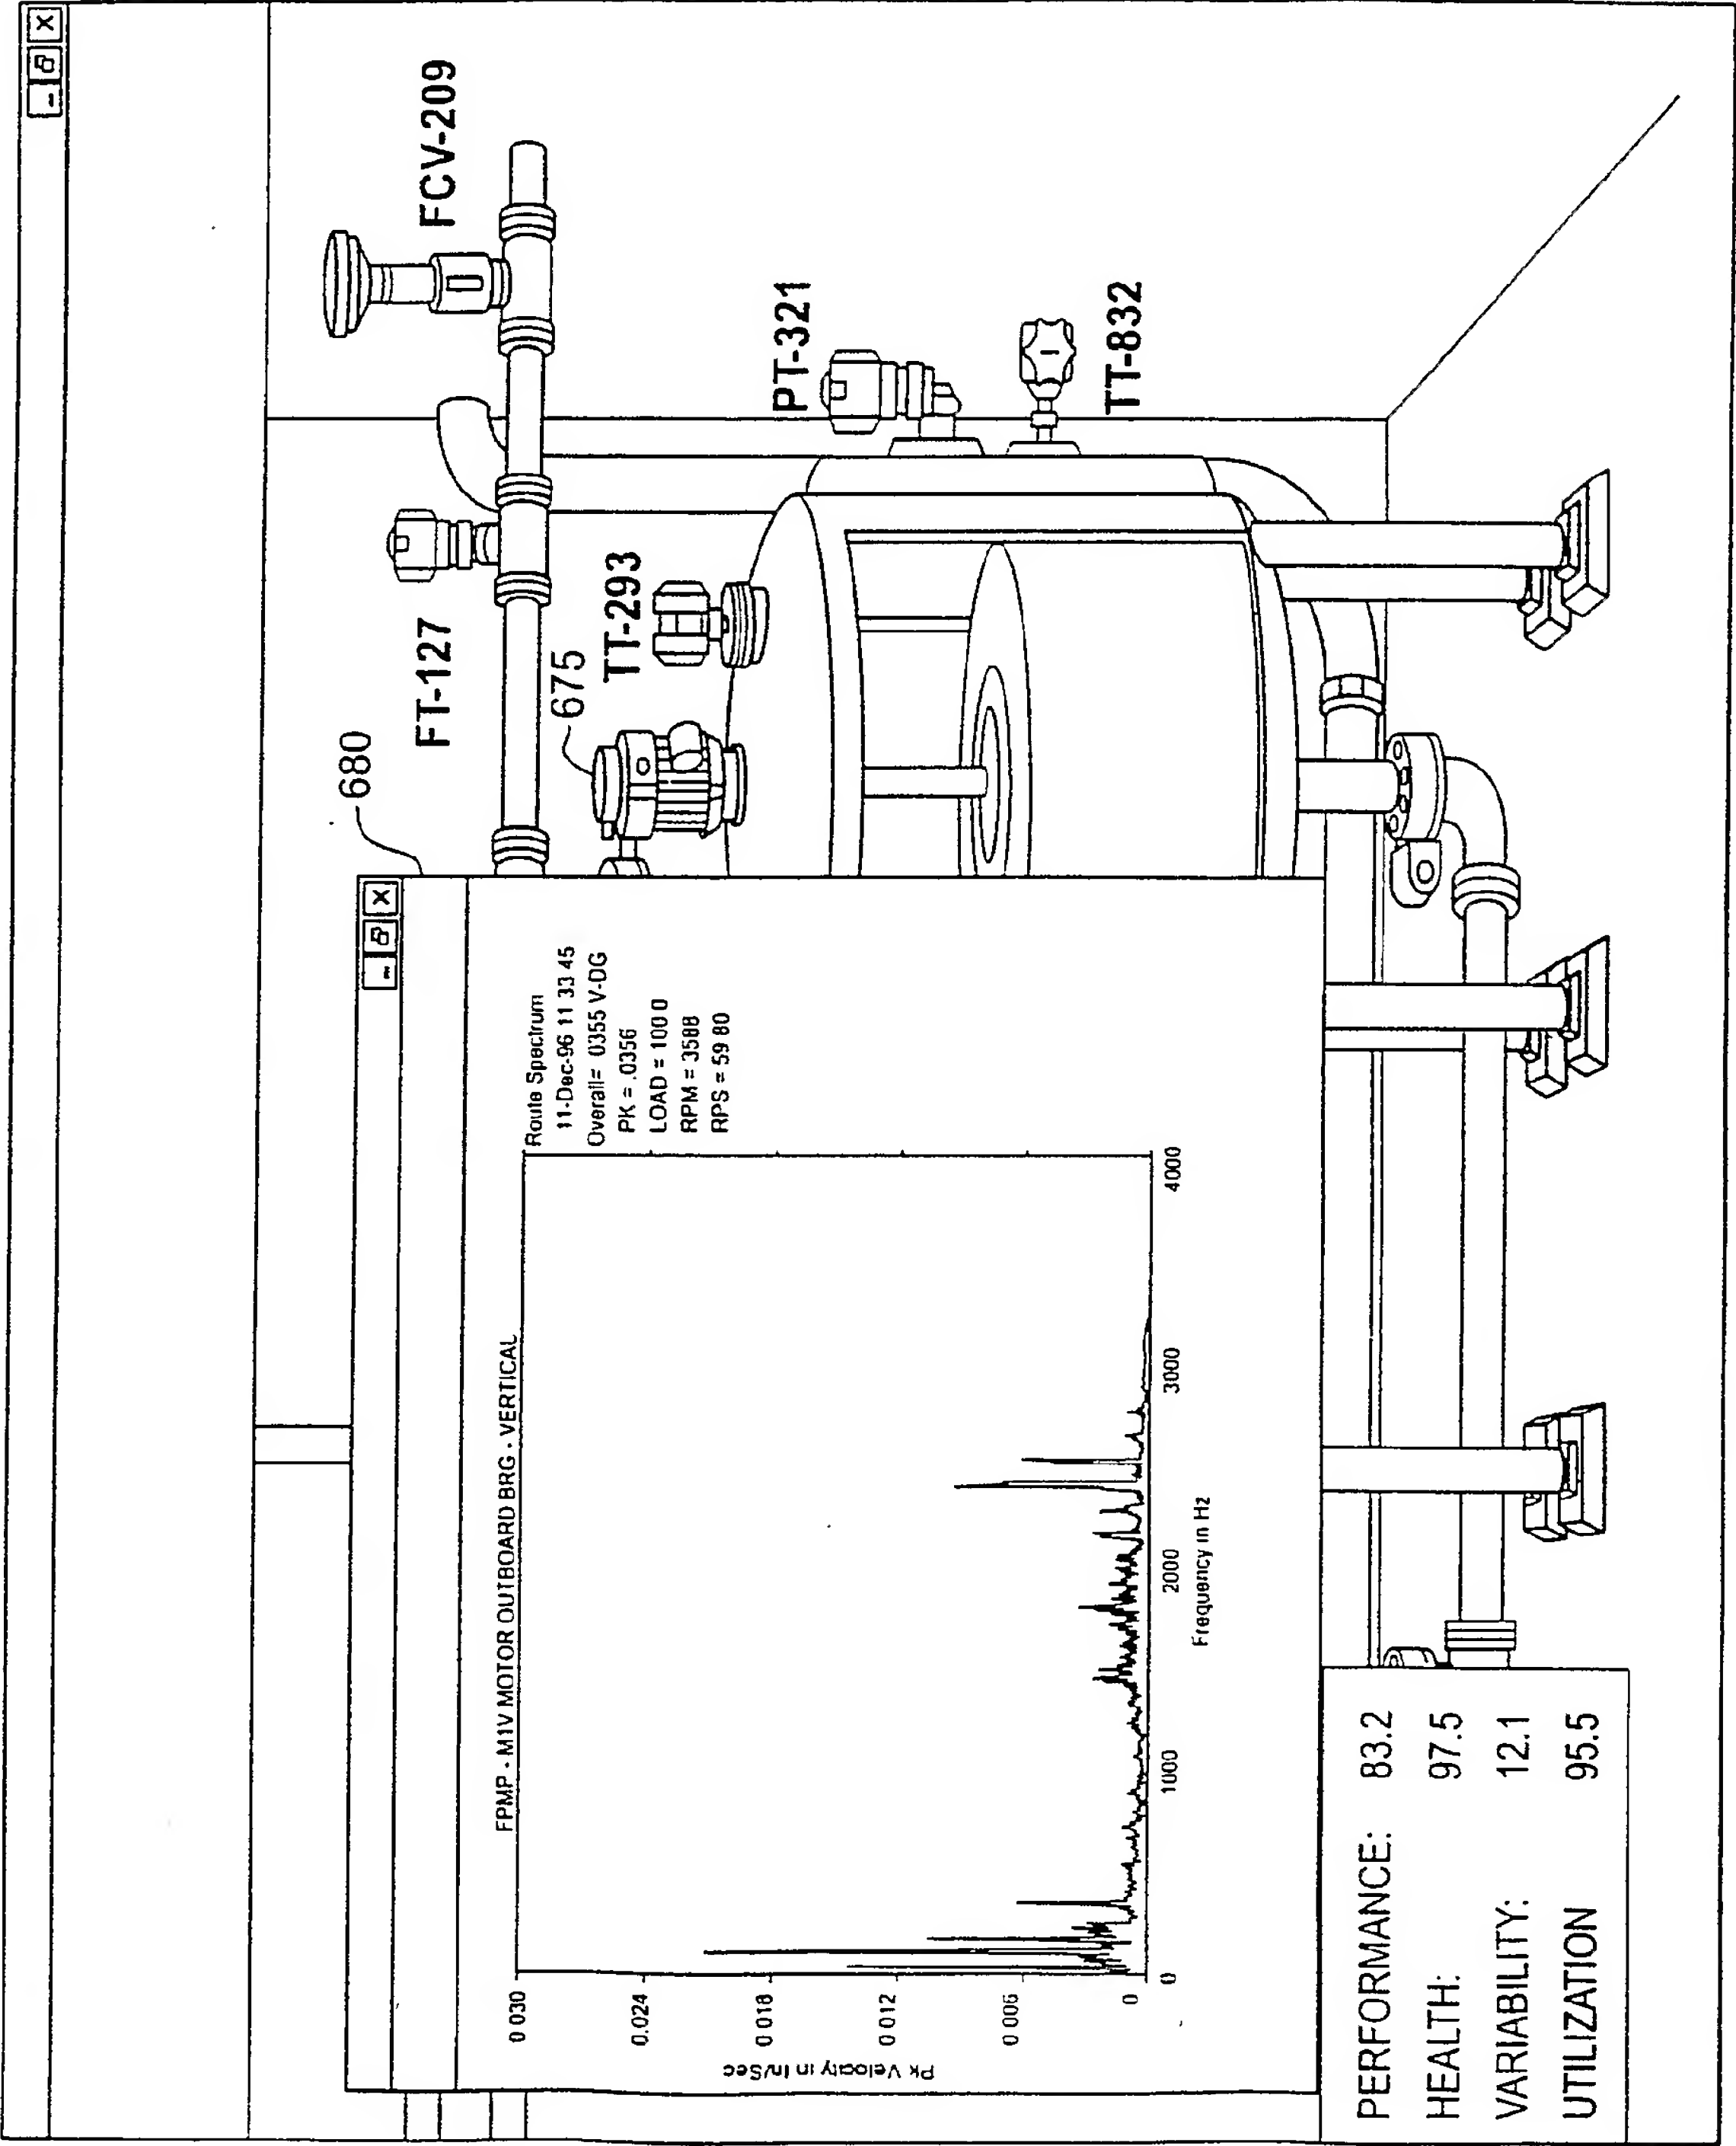 FCV-209
FT-127
PT-321
TT-832
TT-293
675
680
FPMP - M1V MOTOR OUTBOARD BRG - VERTICAL
Route Spectrum
11-Dec-96 11 33 45
Overall= 0355 V-DG
PK = .0356
LOAD = 100 0
RPM = 3588
RPS = 59 80
Pk Velocity in In/Sec
0 030
0.024
0 018
0 012
0 006
0
0
1000
2000
3000
4000
Frequency in Hz
PERFORMANCE: 83.2
HEALTH: 97.5
VARIABILITY: 12.1
UTILIZATION 95.5